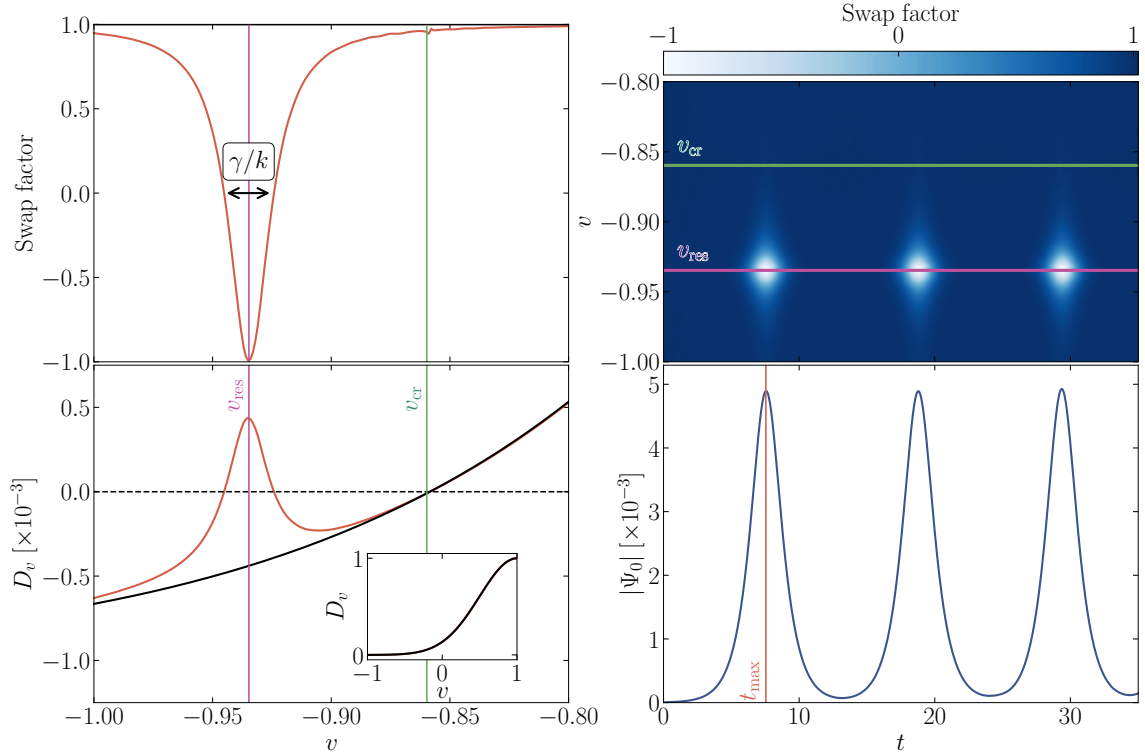 1.0
0.5
0.0
−0.5
−1.0
Swap factor
γ/k
0.5
0.0
−0.5
−1.0
D_v [×10⁻³]
v_res
v_cr
−1.00
−0.95
−0.90
−0.85
−0.80
v
1
0
D_v
−1
0
1
v
Swap factor
−1
0
1
−0.80
−0.85
−0.90
−0.95
−1.00
v
v_cr
v_res
5
4
3
2
1
0
|Ψ₀| [×10⁻³]
t_max
0
10
20
30
t